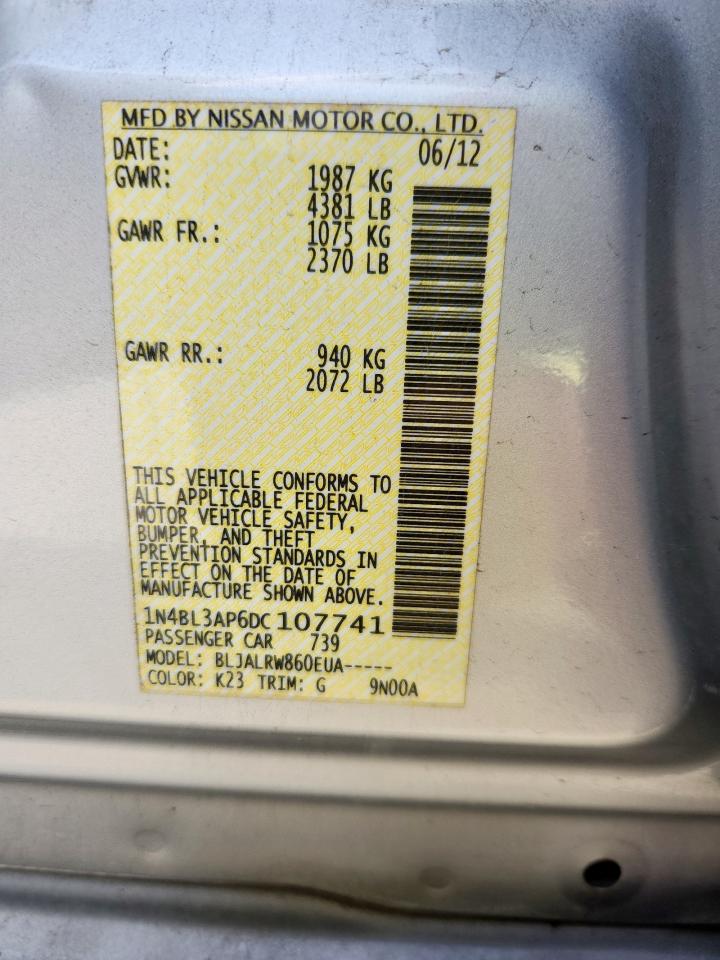 MFD BY NISSAN MOTOR CO., LTD.
DATE: 06/12
GVWR: 1987 KG
4381 LB
GAWR FR.: 1075 KG
2370 LB
GAWR RR.: 940 KG
2072 LB
THIS VEHICLE CONFORMS TO
ALL APPLICABLE FEDERAL
MOTOR VEHICLE SAFETY,
BUMPER, AND THEFT
PREVENTION STANDARDS IN
EFFECT ON THE DATE OF
MANUFACTURE SHOWN ABOVE.
1N4BL3AP6DC107741
PASSENGER CAR 739
MODEL: BLJALRW860EUA-----
COLOR: K23 TRIM: G 9N00A